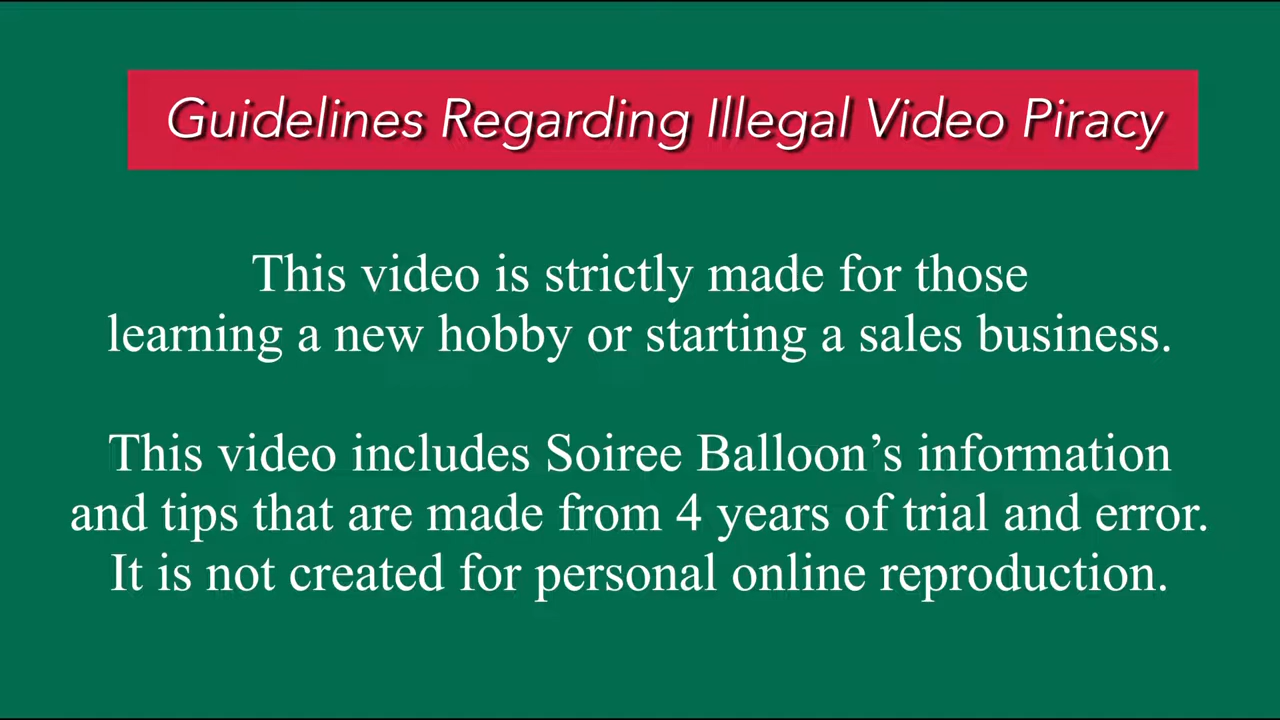 Guidelines Regarding Illegal Video Piracy
This video is strictly made for those
learning a new hobby or starting a sales business.
This video includes Soiree Balloon’s information
and tips that are made from 4 years of trial and error.
It is not created for personal online reproduction.